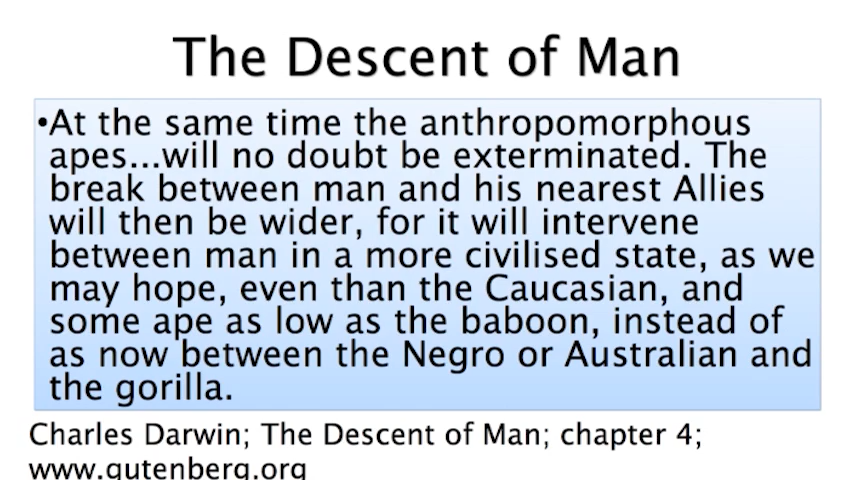 The Descent of Man
•At the same time the anthropomorphous
apes...will no doubt be exterminated. The
break between man and his nearest Allies
will then be wider, for it will intervene
between man in a more civilised state, as we
may hope, even than the Caucasian, and
some ape as low as the baboon, instead of
as now between the Negro or Australian and
the gorilla.
Charles Darwin; The Descent of Man; chapter 4;
www.gutenberg.org